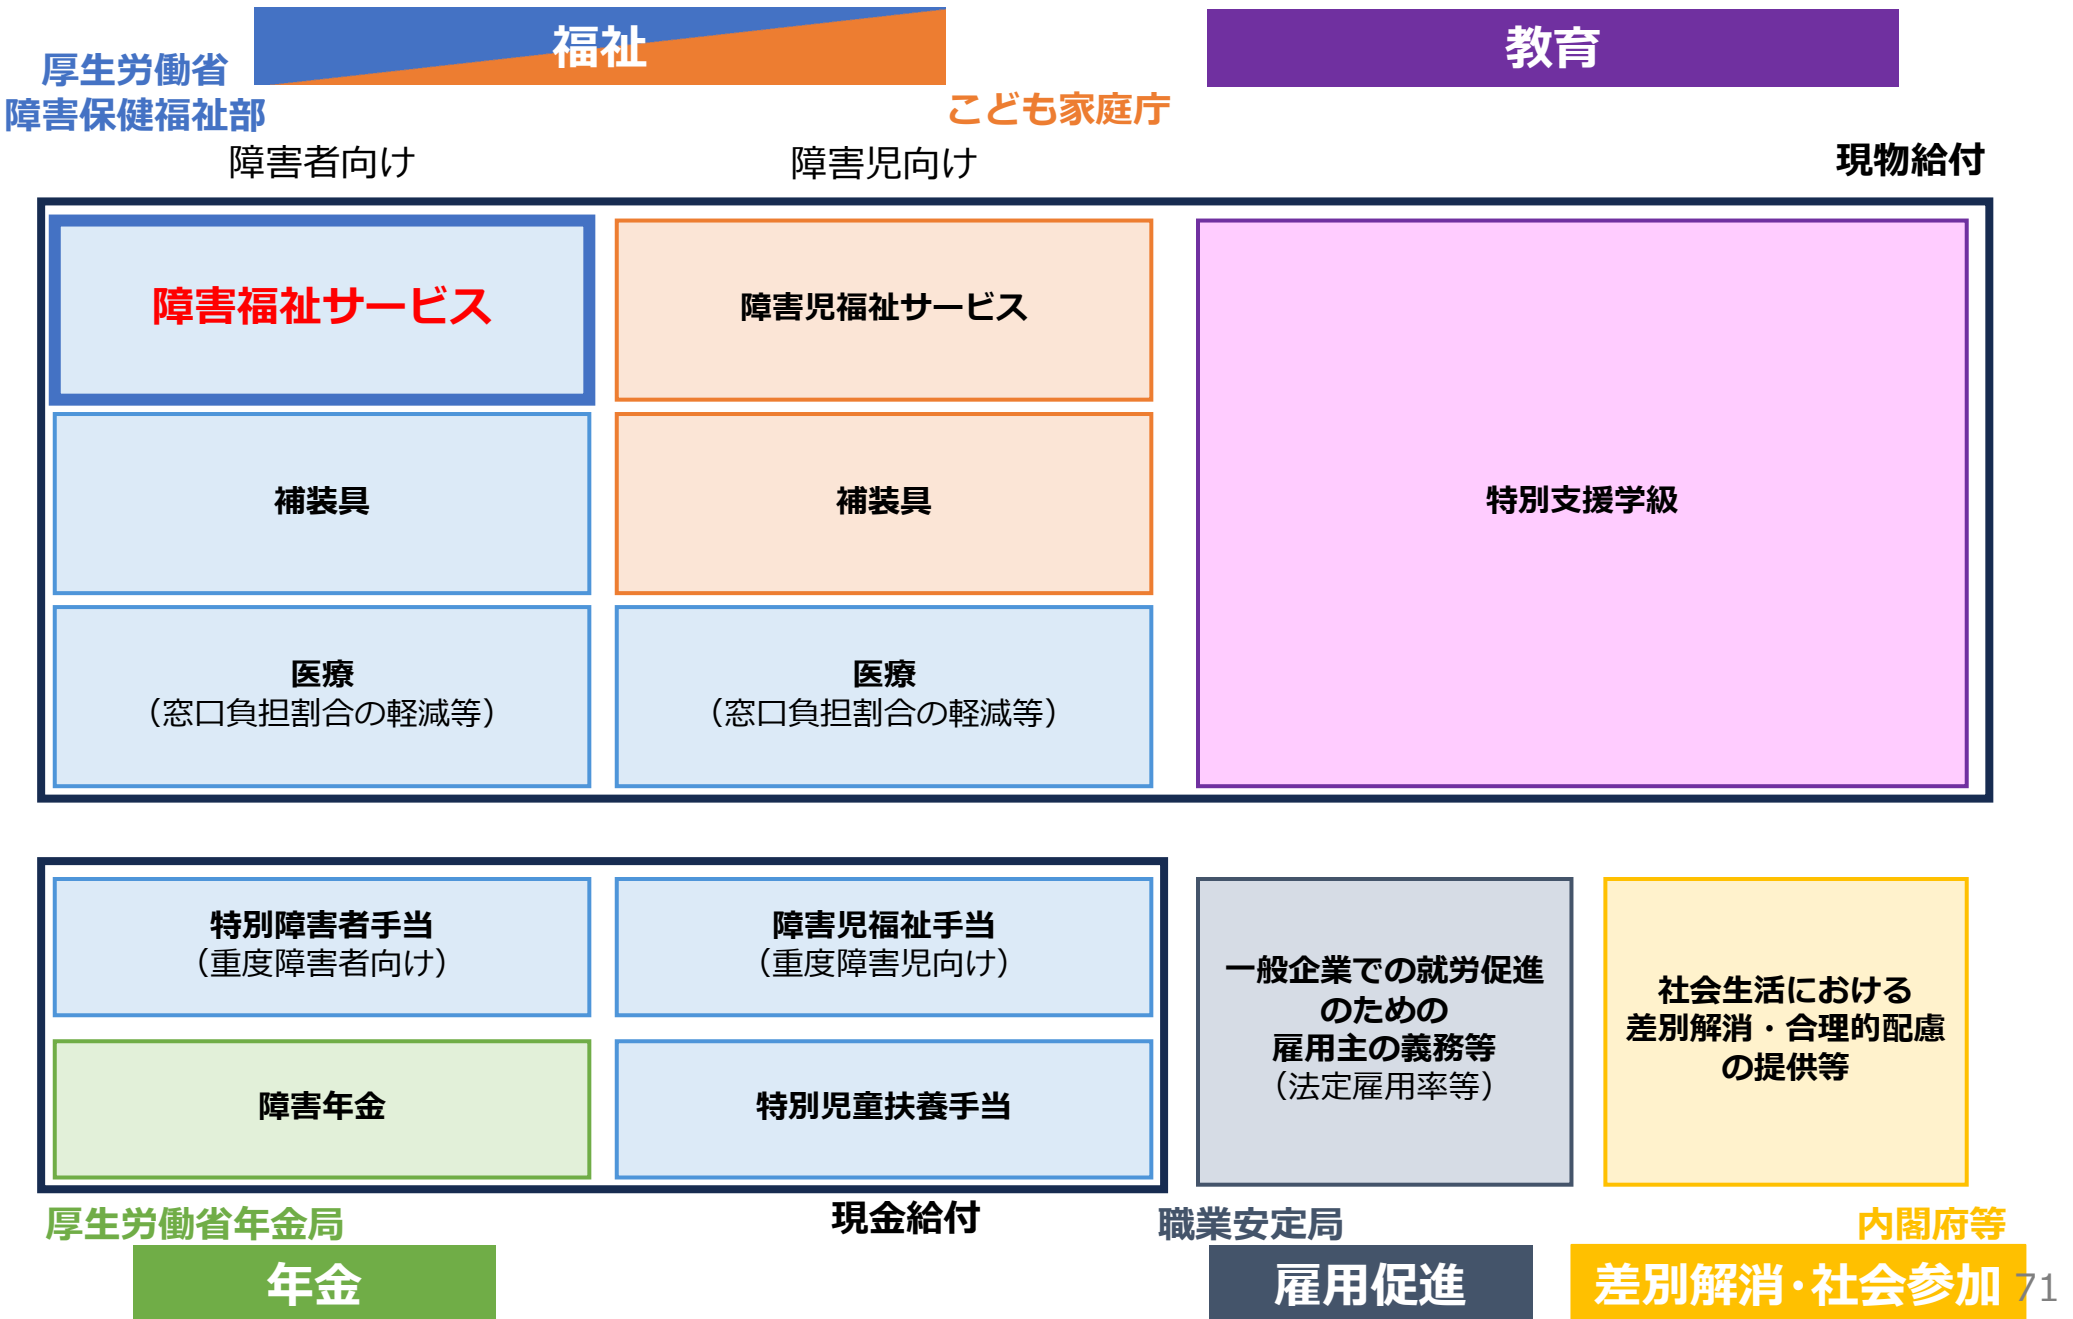 福祉
教育
厚生労働省
障害保健福祉部
こども家庭庁
障害者向け
障害児向け
現物給付
障害福祉サービス
障害児福祉サービス
特別支援学級
補装具
補装具
医療
（窓口負担割合の軽減等）
医療
（窓口負担割合の軽減等）
特別障害者手当
（重度障害者向け）
障害児福祉手当
（重度障害児向け）
一般企業での就労促進
のための
雇用主の義務等
（法定雇用率等）
社会生活における
差別解消・合理的配慮
の提供等
障害年金
特別児童扶養手当
厚生労働省年金局
現金給付
職業安定局
内閣府等
年金
雇用促進
差別解消・社会参加
71